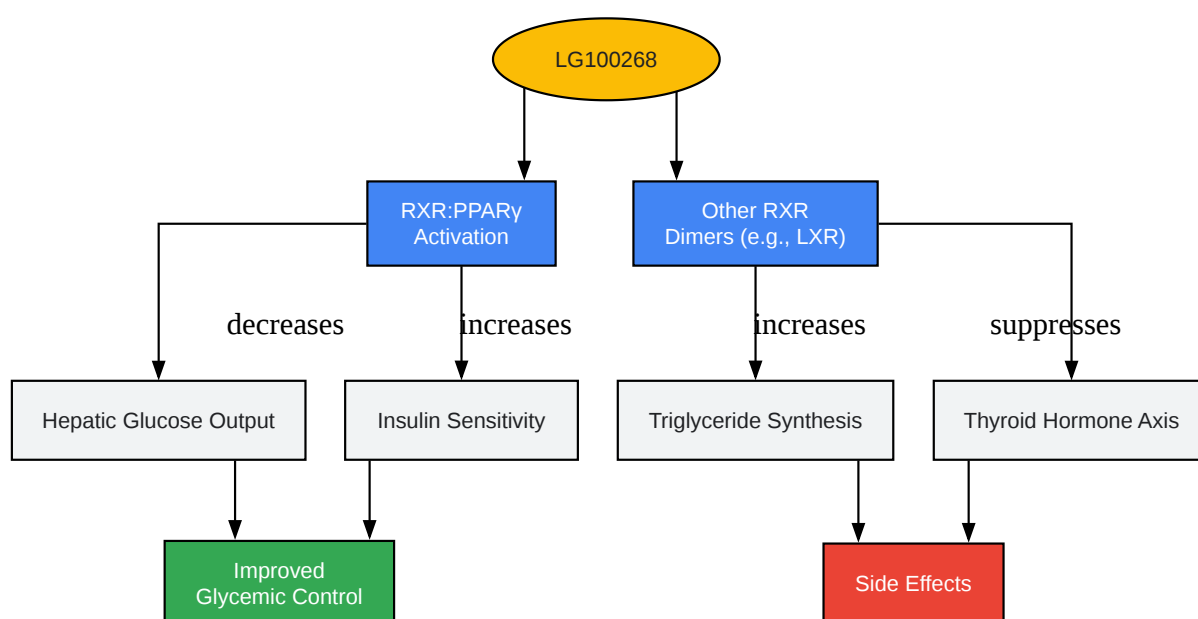 LG100268
RXR:PPARγ
Activation
Other RXR
Dimers (e.g., LXR)
decreases
increases
increases
suppresses
Hepatic Glucose Output
Insulin Sensitivity
Triglyceride Synthesis
Thyroid Hormone Axis
Improved
Glycemic Control
Side Effects